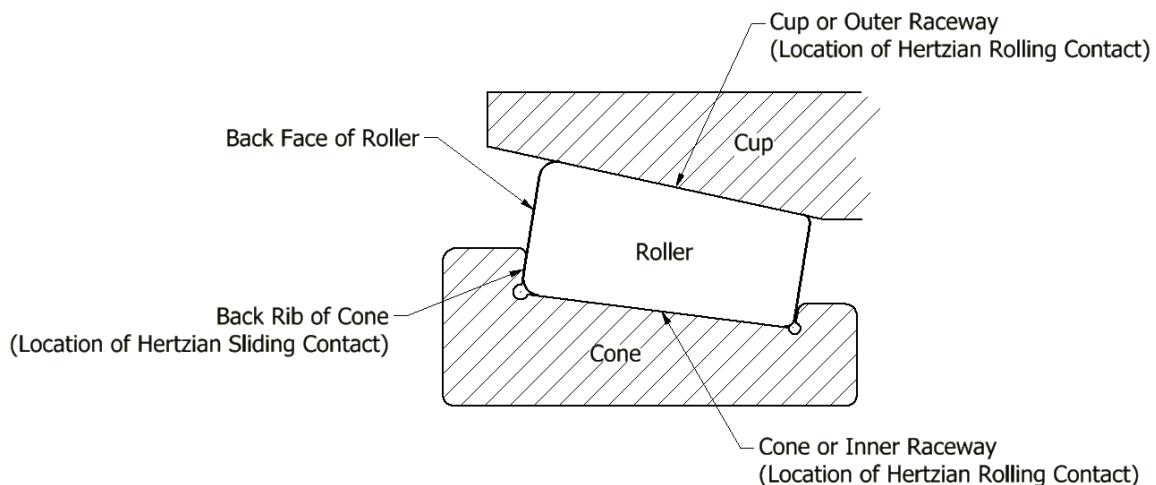 Cup or Outer Raceway
(Location of Hertzian Rolling Contact)
Cup
Back Face of Roller
Roller
Back Rib of Cone
(Location of Hertzian Sliding Contact)
Cone
Cone or Inner Raceway
(Location of Hertzian Rolling Contact)